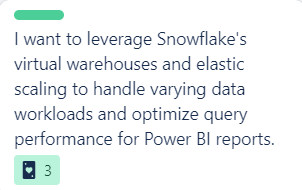 I want to leverage Snowflake's
virtual warehouses and elastic
scaling to handle varying data
workloads and optimize query
performance for Power BI reports.
3